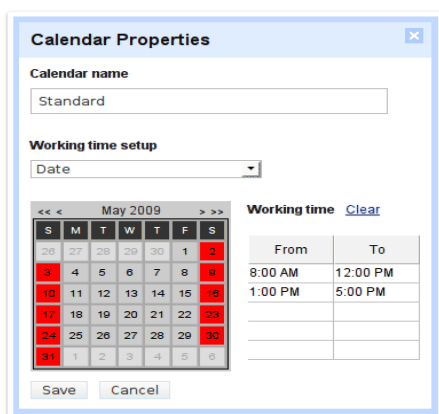 Calendar Properties
Calendar name
Standard
Working time setup
Date
<< < May 2009 > >>
S M T W T F S
26 27 28 29 30 1 2
3 4 5 6 7 8 9
10 11 12 13 14 15 16
17 18 19 20 21 22 23
24 25 26 27 28 29 30
31 1 2 3 4 5 6
Working time Clear
From To
8:00 AM 12:00 PM
1:00 PM 5:00 PM
Save Cancel